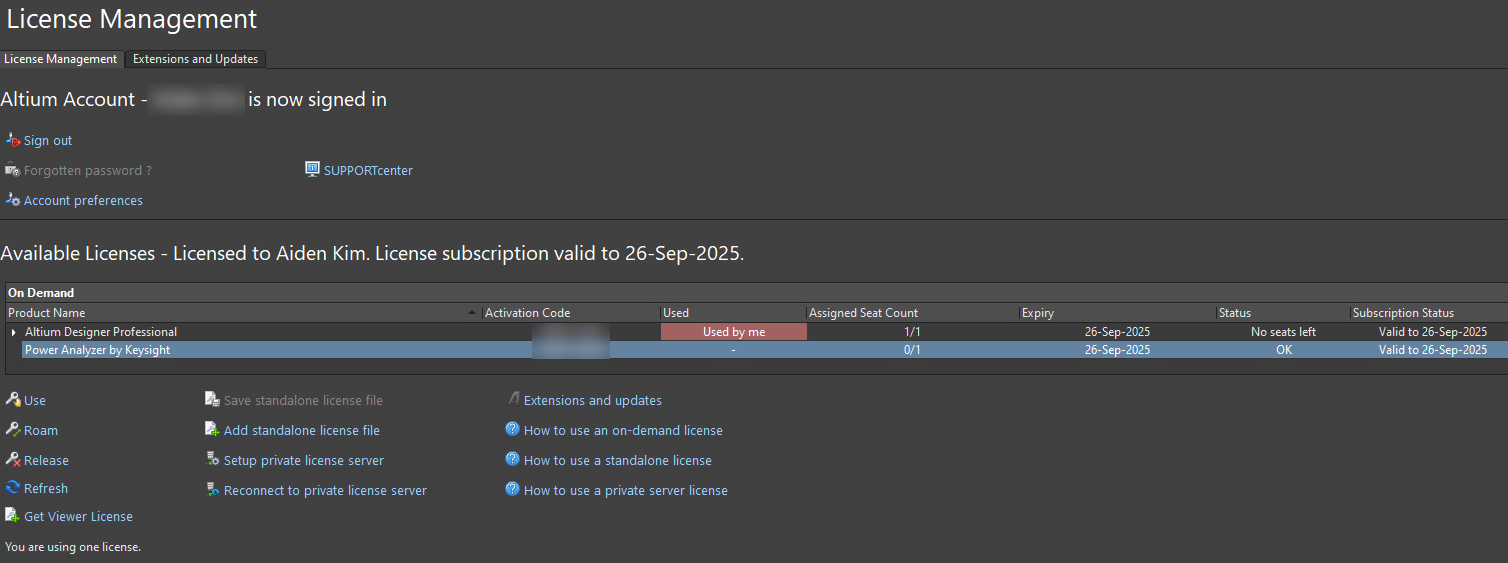 License Management
License Management Extensions and Updates
Altium Account - is now signed in
Sign out
Forgotten password ? SUPPORTcenter
Account preferences
Available Licenses - Licensed to Aiden Kim. License subscription valid to 26-Sep-2025.
On Demand
Product Name Activation Code Used Assigned Seat Count Expiry Status Subscription Status
Altium Designer Professional Used by me 1/1 26-Sep-2025 No seats left Valid to 26-Sep-2025
Power Analyzer by Keysight - 0/1 26-Sep-2025 OK Valid to 26-Sep-2025
Use Save standalone license file Extensions and updates
Roam Add standalone license file How to use an on-demand license
Release Setup private license server How to use a standalone license
Refresh Reconnect to private license server How to use a private server license
Get Viewer License
You are using one license.